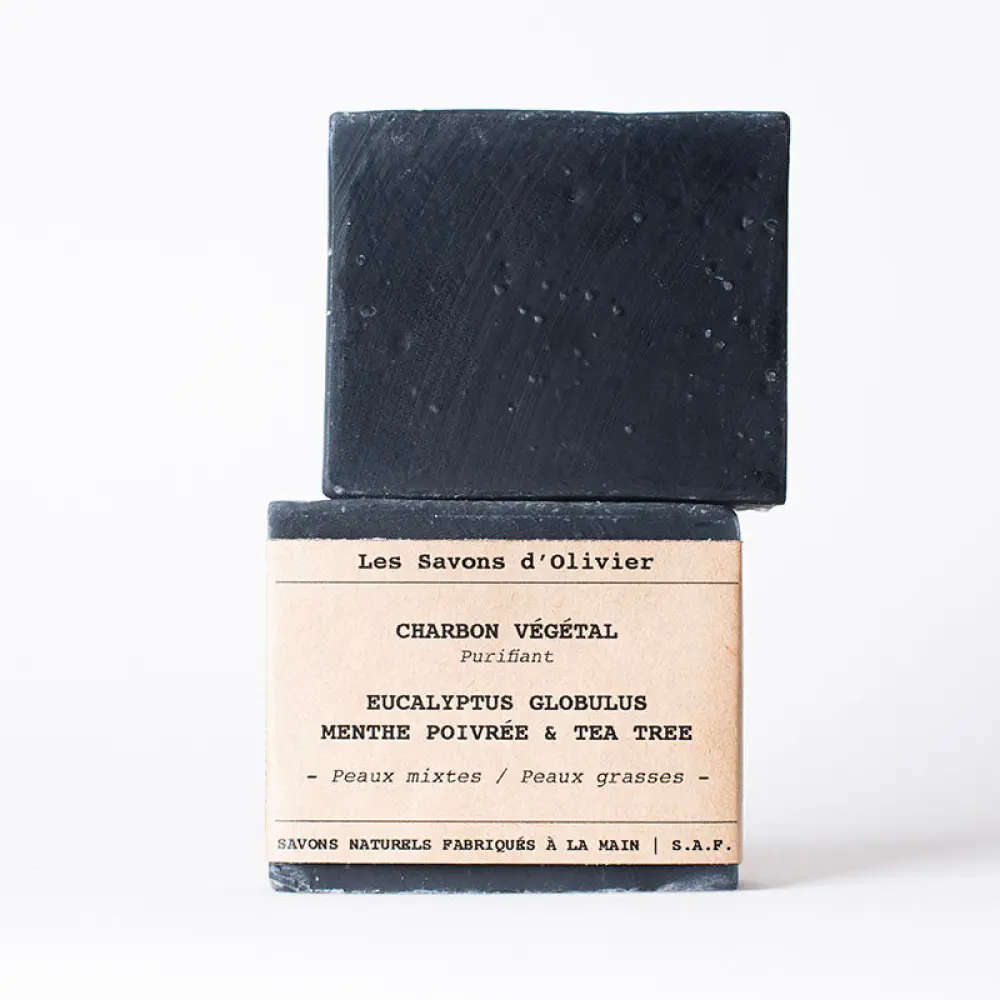 Les Savons d'Olivier
CHARBON VÉGÉTAL
Purifiant
EUCALYPTUS GLOBULUS
MENTHE POIVRÉE & TEA TREE
- Peaux mixtes / Peaux grasses -
SAVONS NATURELS FABRIQUÉS À LA MAIN | S.A.F.